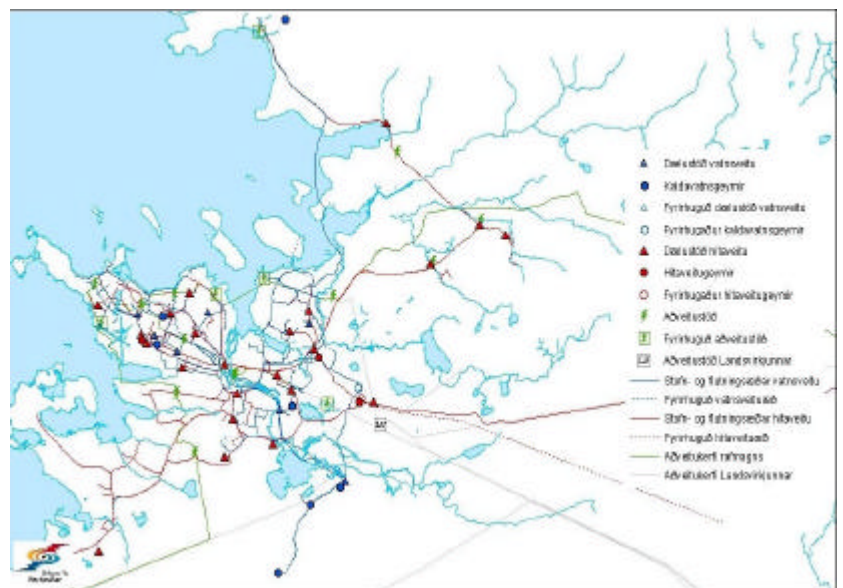 Dælustöð vatnsveitu
Kaldavatnsgeymir
Fyrirhuguð dælustöð vatnsveitu
Fyrirhugaður kaldavatnsgeymir
Dælustöð hitaveitu
Hitaveitugeymir
Fyrirhugaður hitaveitugeymir
Aðveitustöð
Fyrirhuguð aðveitustöð
Aðveitustöð Landsvirkjunnar
Stofn- og flutningsæðar vatnsveitu
Fyrirhuguð vatnsveituæð
Stofn- og flutningsæðar hitaveitu
Fyrirhuguð hitaveituæð
Aðveitukerfi rafmagns
Aðveitukerfi Landsvirkjunnar